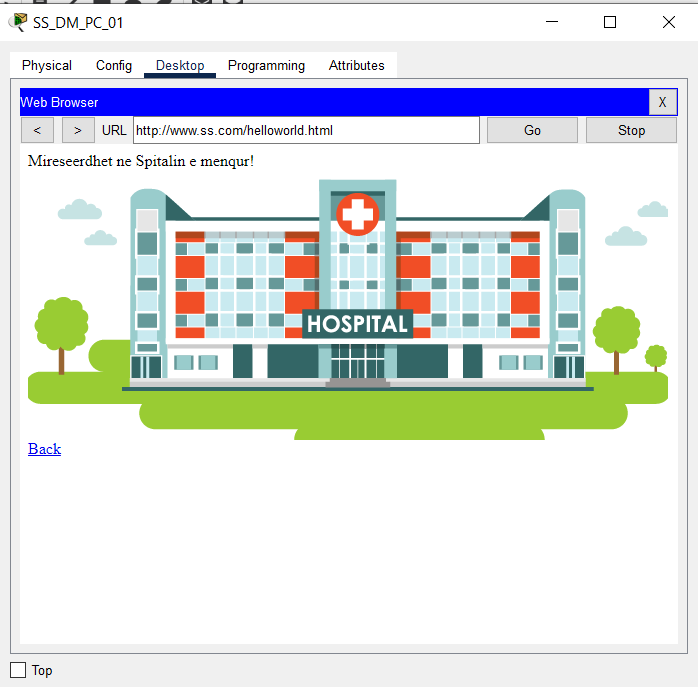 SS_DM_PC_01
Physical Config Desktop Programming Attributes
Web Browser X
< > URL http://www.ss.com/helloworld.html Go Stop
Mireseerdhet ne Spitalin e menqur!
HOSPITAL
Back
Top